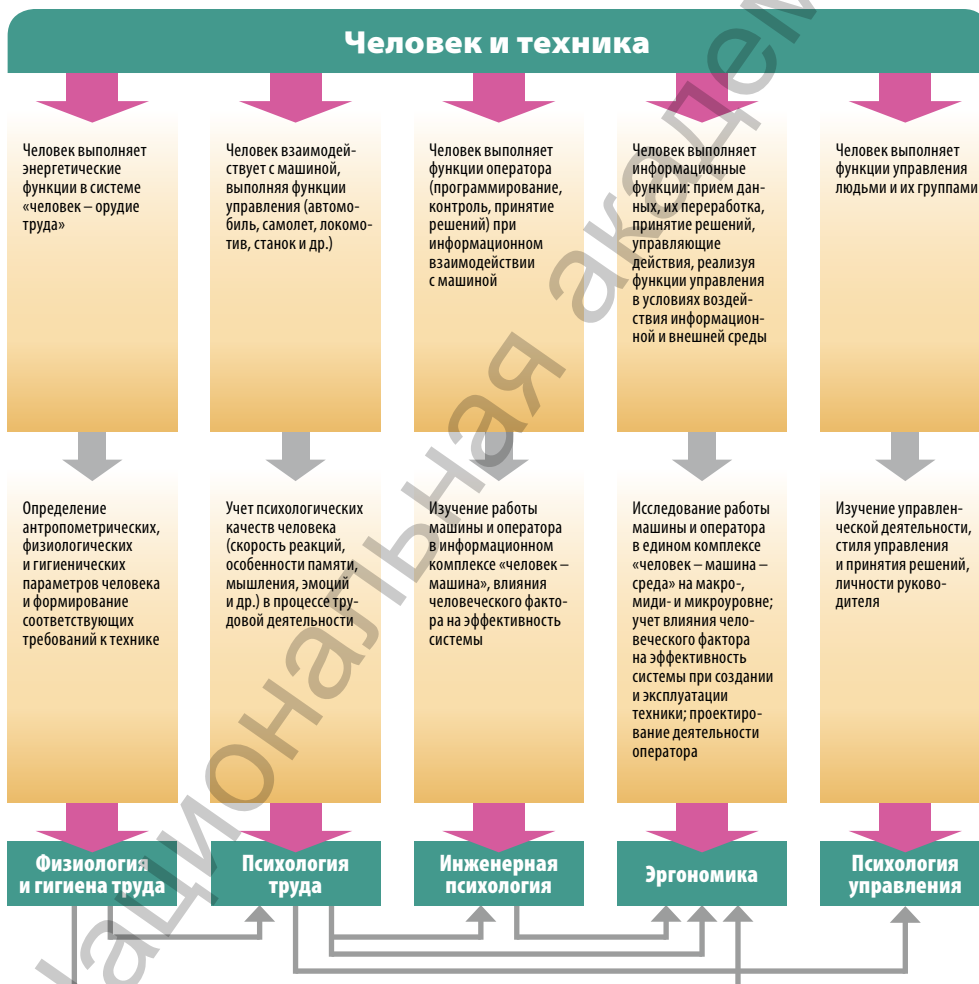 Человек и техника
Человек выполняет
энергетические
функции в системе
«человек – орудие
труда»
Человек взаимодей-
ствует с машиной,
выполняя функции
управления (автомо-
биль, самолет, локомо-
тив, станок и др.)
Человек выполняет
функции оператора
(программирование,
контроль, принятие
решений) при
информационном
взаимодействии
с машиной
Человек выполняет
информационные
функции: прием дан-
ных, их переработка,
принятие решений,
управляющие
действия, реализуя
функции управления
в условиях воздей-
ствия информацион-
ной и внешней среды
Человек выполняет
функции управления
людьми и их группами
Определение
антропометрических,
физиологических
и гигиенических
параметров человека
и формирование
соответствующих
требований к технике
Учет психологических
качеств человека
(скорость реакций,
особенности памяти,
мышления, эмоций
и др.) в процессе тру-
довой деятельности
Изучение работы
машины и оператора
в информационном
комплексе «человек –
машина», влияния
человеческого факто-
ра на эффективность
системы
Исследование работы
машины и оператора
в едином комплексе
«человек – машина –
среда» на макро-,
миди- и микроуровне;
учет влияния чело-
веческого фактора
на эффективность
системы при создании
и эксплуатации
техники; проектиро-
вание деятельности
оператора
Изучение управлен-
ческой деятельности,
стиля управления
и принятия решений,
личности руково-
дителя
Физиология
и гигиена труда
Психология
труда
Инженерная
психология
Эргономика
Психология
управления
Национальная академ